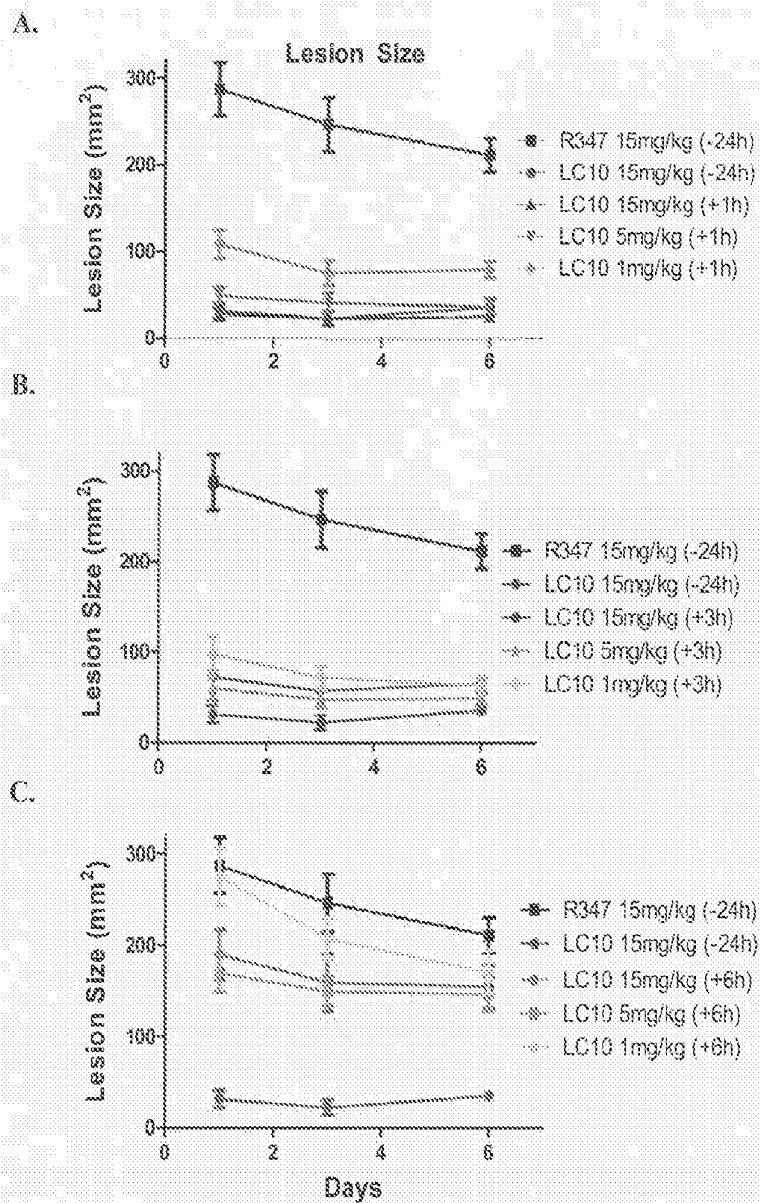 A.
Lesion Size
Lesion Size (mm²)
300
200
100
0
0 2 4 6
R347 15mg/kg (-24h)
LC10 15mg/kg (-24h)
LC10 15mg/kg (+1h)
LC10 5mg/kg (+1h)
LC10 1mg/kg (+1h)
B.
Lesion Size (mm²)
300
200
100
0
0 2 4 6
R347 15mg/kg (-24h)
LC10 15mg/kg (-24h)
LC10 15mg/kg (+3h)
LC10 5mg/kg (+3h)
LC10 1mg/kg (+3h)
C.
Lesion Size (mm²)
300
200
100
0
0 2 4 6
R347 15mg/kg (-24h)
LC10 15mg/kg (-24h)
LC10 15mg/kg (+6h)
LC10 5mg/kg (+6h)
LC10 1mg/kg (+6h)
Days